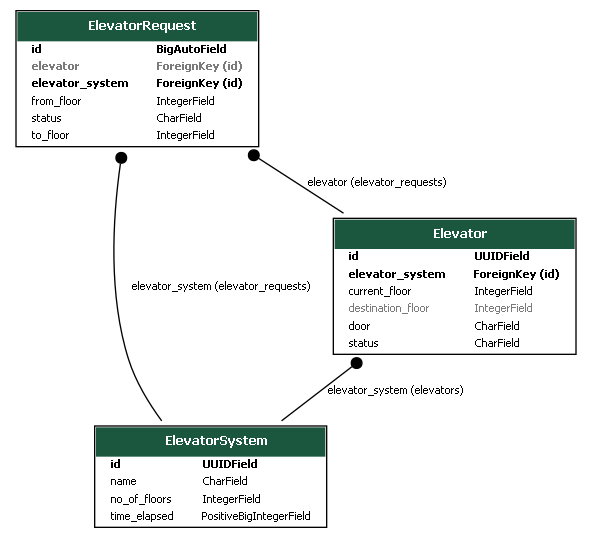 ElevatorRequest
id BigAutoField
elevator ForeignKey (id)
elevator_system ForeignKey (id)
from_floor IntegerField
status CharField
to_floor IntegerField
elevator (elevator_requests)
Elevator
id UUIDField
elevator_system ForeignKey (id)
current_floor IntegerField
destination_floor IntegerField
door CharField
status CharField
elevator_system (elevator_requests)
elevator_system (elevators)
ElevatorSystem
id UUIDField
name CharField
no_of_floors IntegerField
time_elapsed PositiveBigIntegerField